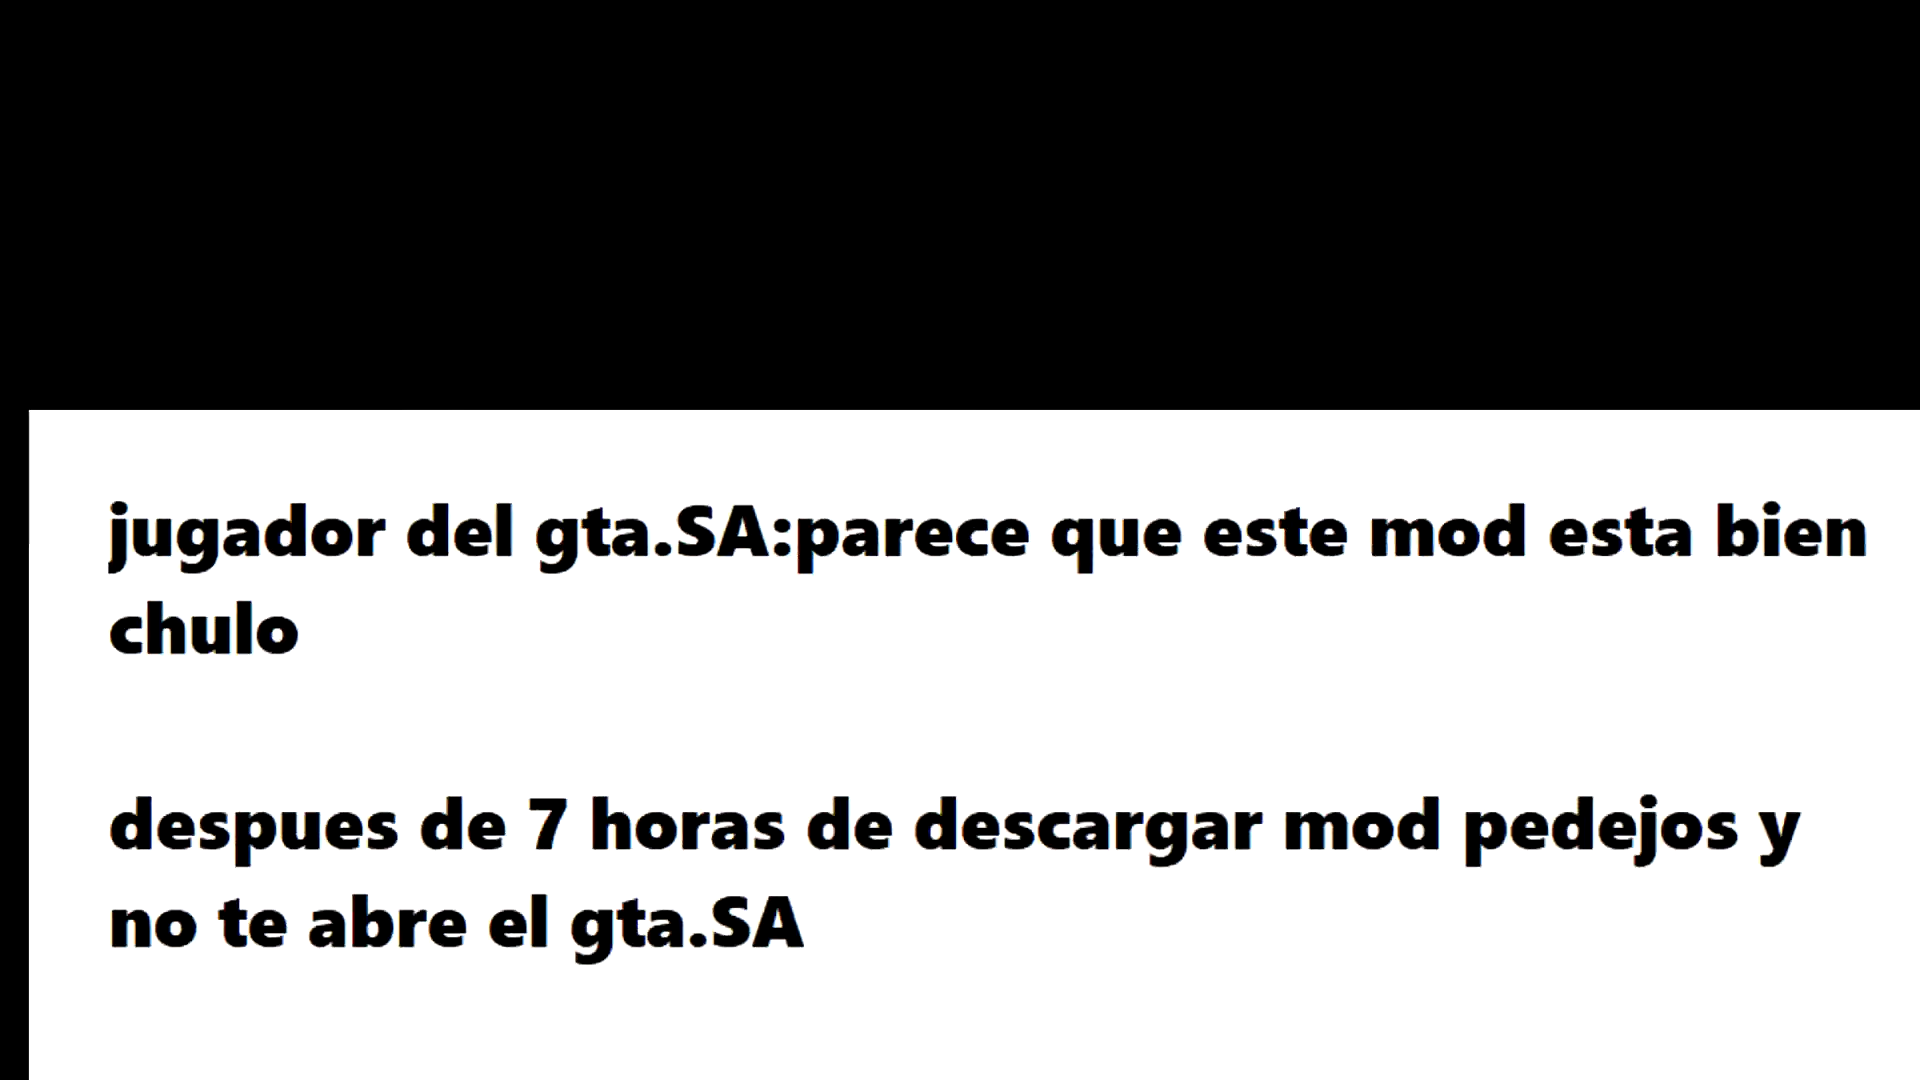 jugador del gta.SA:parece que este mod esta bien
chulo
despues de 7 horas de descargar mod pedejos y
no te abre el gta.SA